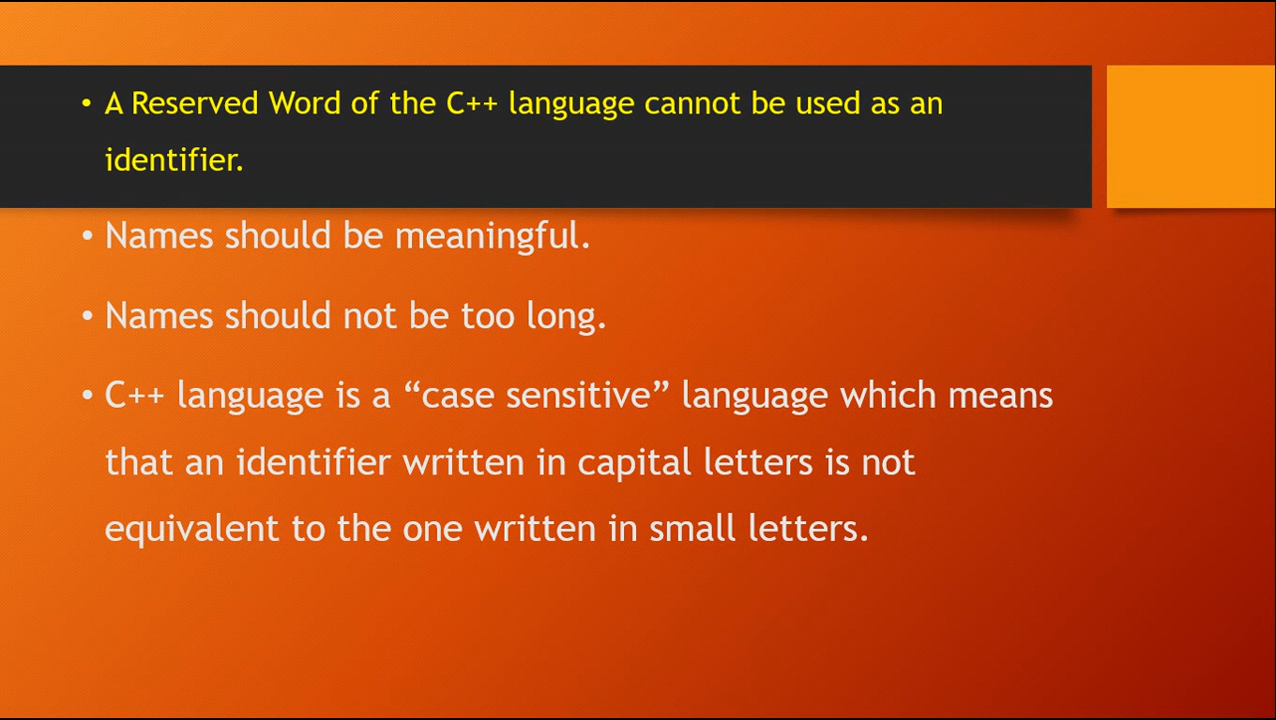 • A Reserved Word of the C++ language cannot be used as an
identifier.
• Names should be meaningful.
• Names should not be too long.
• C++ language is a “case sensitive” language which means
that an identifier written in capital letters is not
equivalent to the one written in small letters.